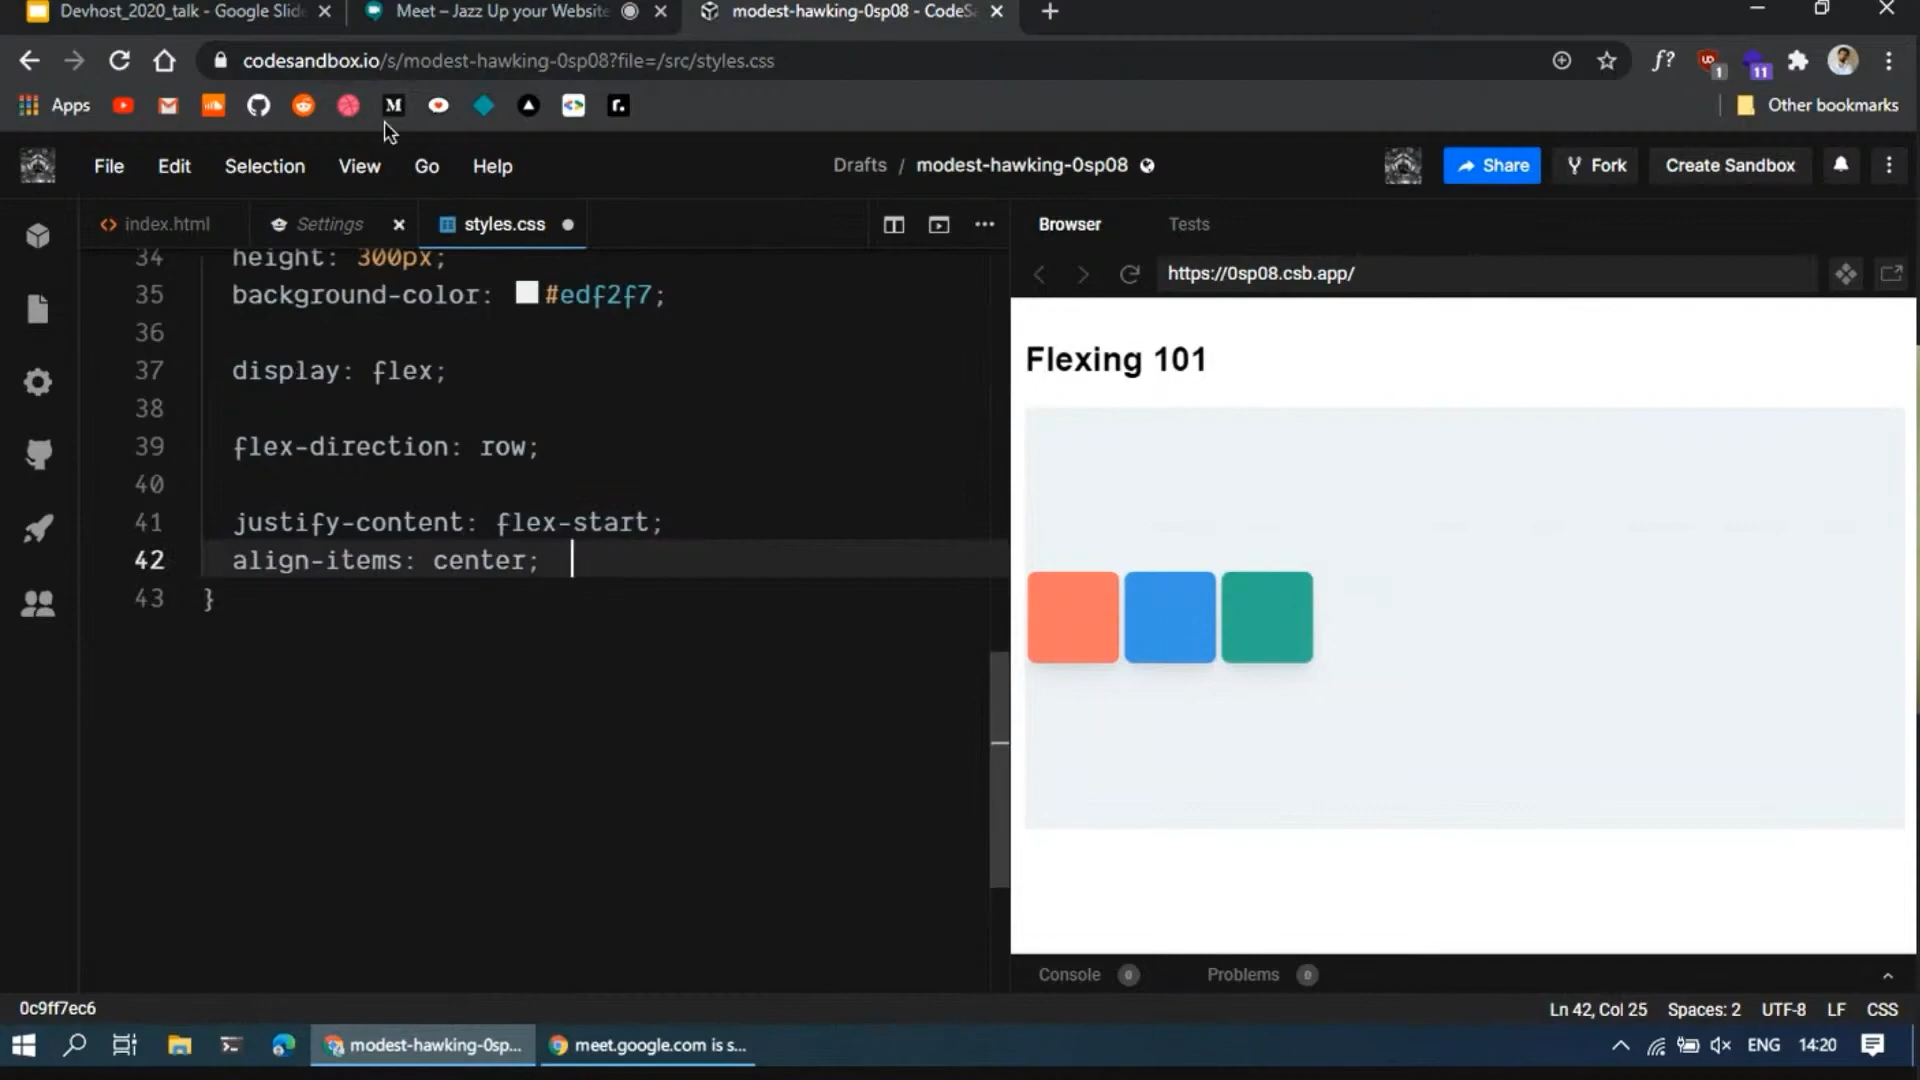 Devhost_2020_talk - Google Slide
Meet – Jazz Up your Website
modest-hawking-0sp08 - CodeSa
codesandbox.io/s/modest-hawking-0sp08?file=/src/styles.css
f?
1
11
Apps
M
r.
Other bookmarks
File
Edit
Selection
View
Go
Help
Drafts / modest-hawking-0sp08
Share
Fork
Create Sandbox
index.html
Settings
styles.css
Browser
Tests
https://0sp08.csb.app/
34 height: 300px;
35 background-color: #edf2f7;
36
37 display: flex;
38
39 flex-direction: row;
40
41 justify-content: flex-start;
42 align-items: center;
43 }
Flexing 101
Console 0
Problems 0
0c9ff7ec6
Ln 42, Col 25
Spaces: 2
UTF-8
LF
CSS
modest-hawking-0sp...
meet.google.com is s...
ENG
14:20